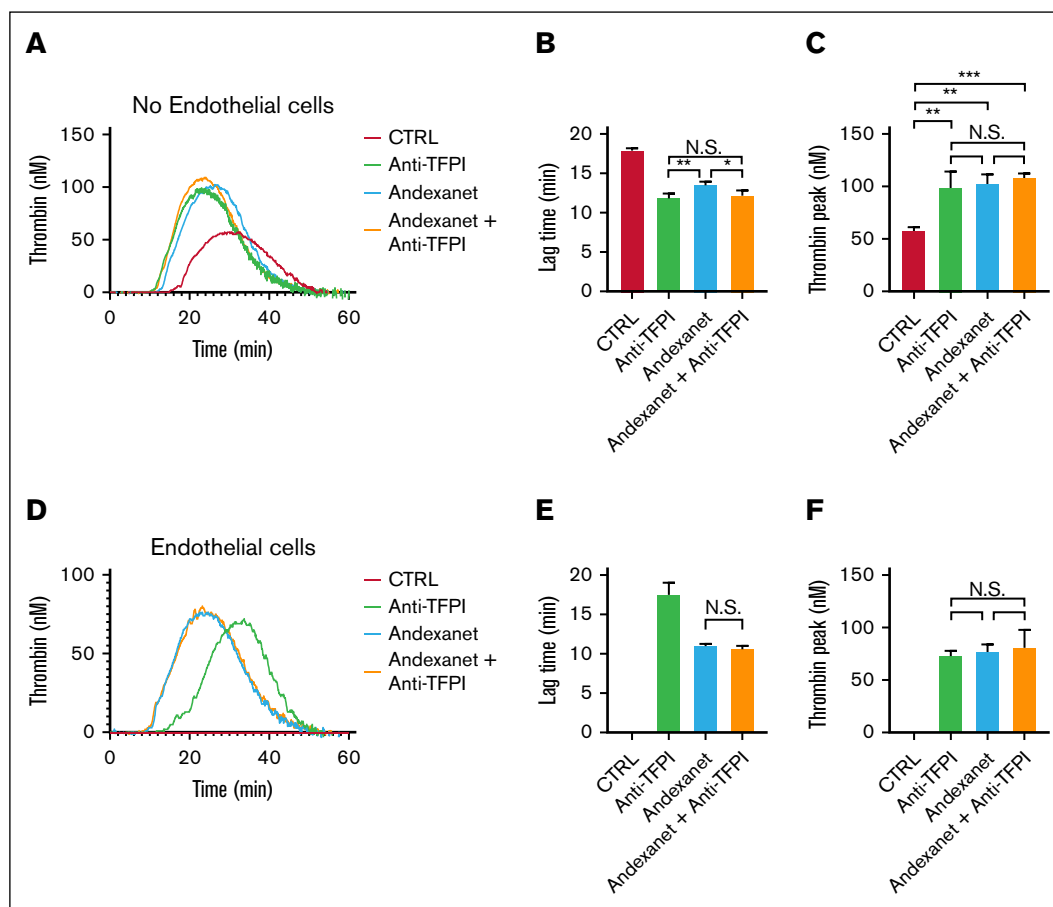 A
No Endothelial cells
Thrombin (nM)
150
100
50
0
0 20 40 60
Time (min)
CTRL
Anti-TFPI
Andexanet
Andexanet +
Anti-TFPI
B
Lag time (min)
20
15
10
5
0
N.S.
** *
CTRL
Anti-TFPI
Andexanet
Andexanet + Anti-TFPI
C
Thrombin peak (nM)
150
100
50
0
***
**
**
N.S.
CTRL
Anti-TFPI
Andexanet
Andexanet + Anti-TFPI
D
Endothelial cells
Thrombin (nM)
100
50
0
0 20 40 60
Time (min)
CTRL
Anti-TFPI
Andexanet
Andexanet +
Anti-TFPI
E
Lag time (min)
20
15
10
5
0
N.S.
CTRL
Anti-TFPI
Andexanet
Andexanet + Anti-TFPI
F
Thrombin peak (nM)
150
100
50
0
N.S.
CTRL
Anti-TFPI
Andexanet
Andexanet + Anti-TFPI